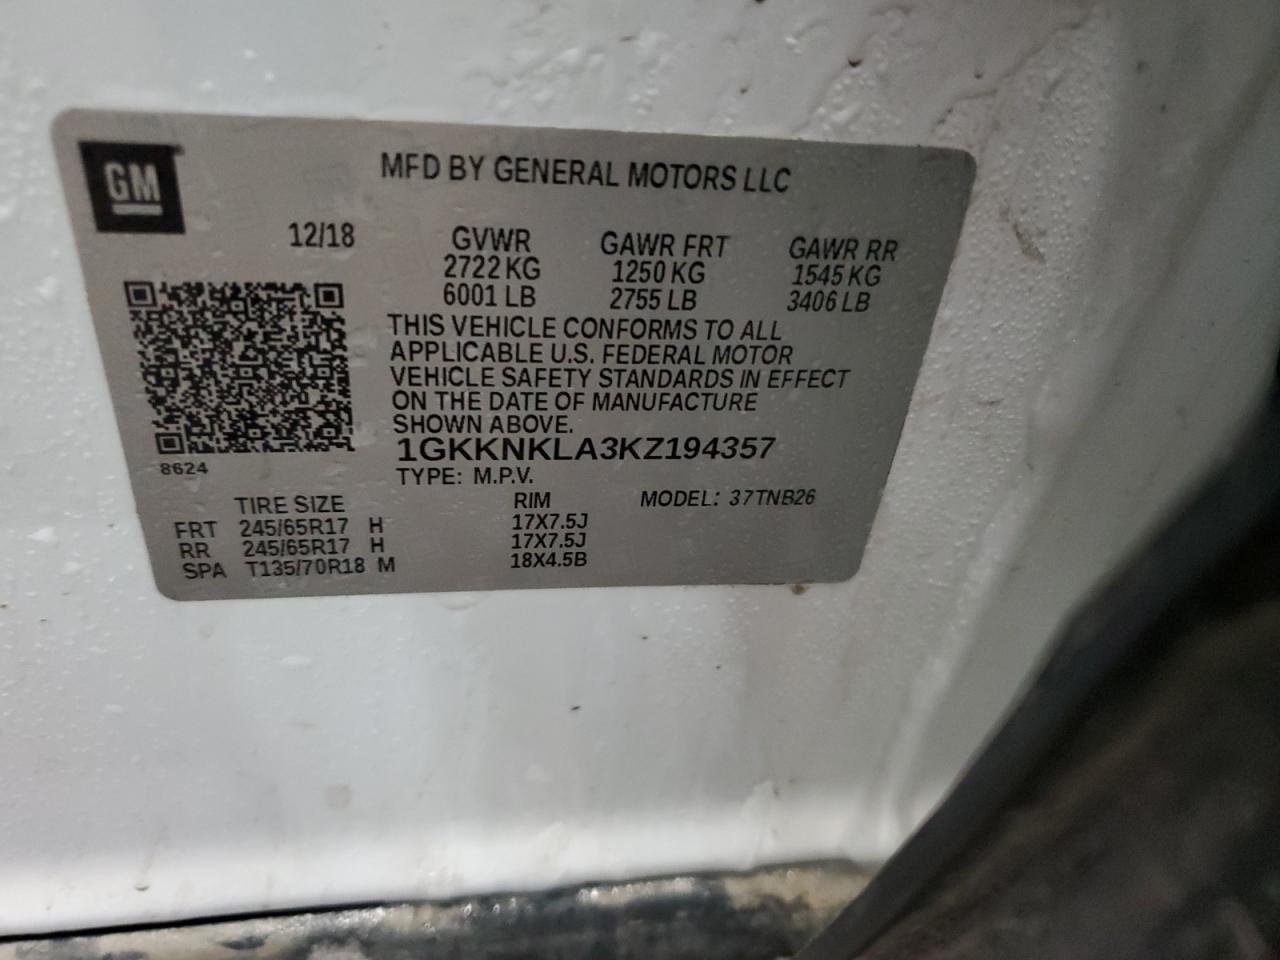 GM
MFD BY GENERAL MOTORS LLC
12/18 GVWR GAWR FRT GAWR RR
2722 KG 1250 KG 1545 KG
6001 LB 2755 LB 3406 LB
THIS VEHICLE CONFORMS TO ALL
APPLICABLE U.S. FEDERAL MOTOR
VEHICLE SAFETY STANDARDS IN EFFECT
ON THE DATE OF MANUFACTURE
SHOWN ABOVE.
1GKKNKLA3KZ194357
8624
TYPE: M.P.V.
TIRE SIZE RIM MODEL: 37TNB26
FRT 245/65R17 H 17X7.5J
RR 245/65R17 H 17X7.5J
SPA T135/70R18 M 18X4.5B